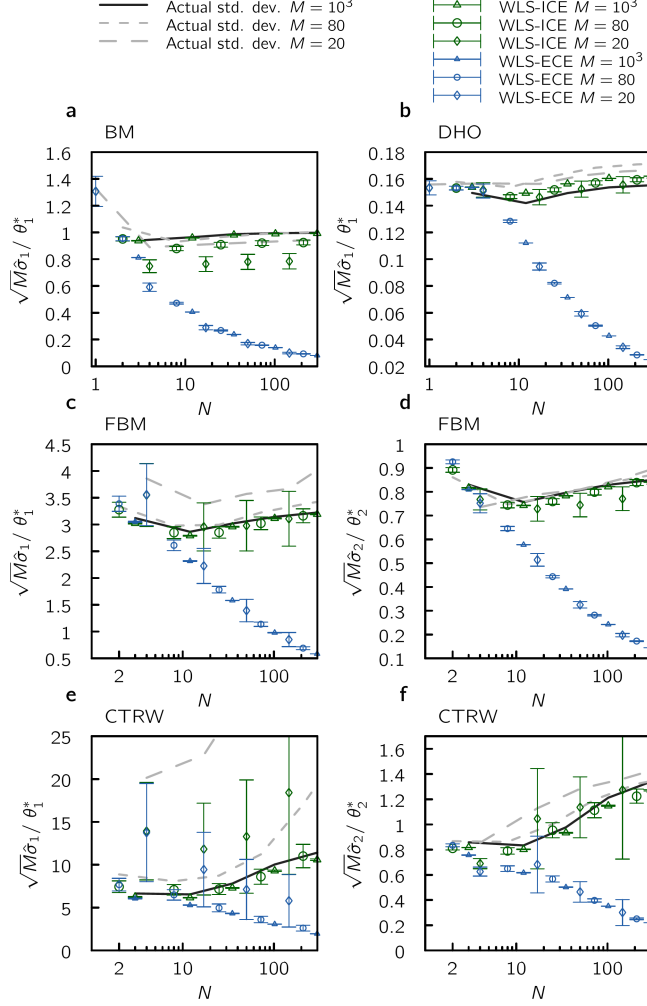 Actual std. dev. M = 10³
Actual std. dev. M = 80
Actual std. dev. M = 20
WLS-ICE M = 10³
WLS-ICE M = 80
WLS-ICE M = 20
WLS-ECE M = 10³
WLS-ECE M = 80
WLS-ECE M = 20
a
BM
√Mσ̂₁/ θ₁*
1.6
1.4
1.2
1
0.8
0.6
0.4
0.2
0
1 10 100
N
b
DHO
√Mσ̂₁/ θ₁*
0.18
0.16
0.14
0.12
0.1
0.08
0.06
0.04
0.02
1 10 100
N
c
FBM
√Mσ̂₁/ θ₁*
4.5
4
3.5
3
2.5
2
1.5
1
0.5
2 10 100
N
d
FBM
√Mσ̂₂/ θ₂*
1
0.9
0.8
0.7
0.6
0.5
0.4
0.3
0.2
0.1
2 10 100
N
e
CTRW
√Mσ̂₁/ θ₁*
25
20
15
10
5
0
2 10 100
N
f
CTRW
√Mσ̂₂/ θ₂*
1.6
1.4
1.2
1
0.8
0.6
0.4
0.2
0
2 10 100
N